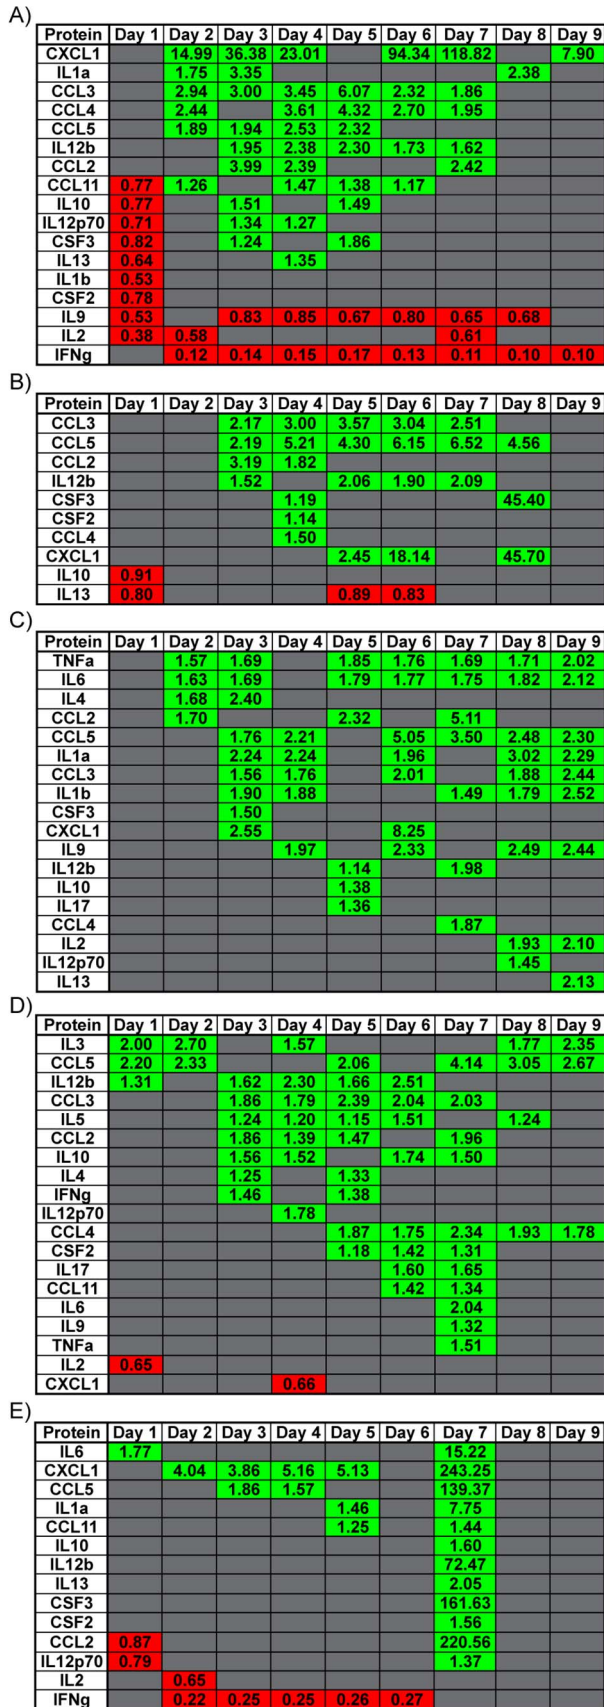 A)
Protein Day 1 Day 2 Day 3 Day 4 Day 5 Day 6 Day 7 Day 8 Day 9
CXCL1 14.99 36.38 23.01 94.34 118.82 7.90
IL1a 1.75 3.35 2.38
CCL3 2.94 3.00 3.45 6.07 2.32 1.86
CCL4 2.44 3.61 4.32 2.70 1.95
CCL5 1.89 1.94 2.53 2.32
IL12b 1.95 2.38 2.30 1.73 1.62
CCL2 3.99 2.39 2.42
CCL11 0.77 1.26 1.47 1.38 1.17
IL10 0.77 1.51 1.49
IL12p70 0.71 1.34 1.27
CSF3 0.82 1.24 1.86
IL13 0.64 1.35
IL1b 0.53
CSF2 0.78
IL9 0.53 0.83 0.85 0.67 0.80 0.65 0.68
IL2 0.38 0.58 0.61
IFNg 0.12 0.14 0.15 0.17 0.13 0.11 0.10 0.10
B)
Protein Day 1 Day 2 Day 3 Day 4 Day 5 Day 6 Day 7 Day 8 Day 9
CCL3 2.17 3.00 3.57 3.04 2.51
CCL5 2.19 5.21 4.30 6.15 6.52 4.56
CCL2 3.19 1.82
IL12b 1.52 2.06 1.90 2.09
CSF3 1.19 45.40
CSF2 1.14
CCL4 1.50
CXCL1 2.45 18.14 45.70
IL10 0.91
IL13 0.80 0.89 0.83
C)
Protein Day 1 Day 2 Day 3 Day 4 Day 5 Day 6 Day 7 Day 8 Day 9
TNFa 1.57 1.69 1.85 1.76 1.69 1.71 2.02
IL6 1.63 1.69 1.79 1.77 1.75 1.82 2.12
IL4 1.68 2.40
CCL2 1.70 2.32 5.11
CCL5 1.76 2.21 5.05 3.50 2.48 2.30
IL1a 2.24 2.24 1.96 3.02 2.29
CCL3 1.56 1.76 2.01 1.88 2.44
IL1b 1.90 1.88 1.49 1.79 2.52
CSF3 1.50
CXCL1 2.55 8.25
IL9 1.97 2.33 2.49 2.44
IL12b 1.14 1.98
IL10 1.38
IL17 1.36
CCL4 1.87
IL2 1.93 2.10
IL12p70 1.45
IL13 2.13
D)
Protein Day 1 Day 2 Day 3 Day 4 Day 5 Day 6 Day 7 Day 8 Day 9
IL3 2.00 2.70 1.57 1.77 2.35
CCL5 2.20 2.33 2.06 4.14 3.05 2.67
IL12b 1.31 1.62 2.30 1.66 2.51
CCL3 1.86 1.79 2.39 2.04 2.03
IL5 1.24 1.20 1.15 1.51 1.24
CCL2 1.86 1.39 1.47 1.96
IL10 1.56 1.52 1.74 1.50
IL4 1.25 1.33
IFNg 1.46 1.38
IL12p70 1.78
CCL4 1.87 1.75 2.34 1.93 1.78
CSF2 1.18 1.42 1.31
IL17 1.60 1.65
CCL11 1.42 1.34
IL6 2.04
IL9 1.32
TNFa 1.51
IL2 0.65
CXCL1 0.66
E)
Protein Day 1 Day 2 Day 3 Day 4 Day 5 Day 6 Day 7 Day 8 Day 9
IL6 1.77 15.22
CXCL1 4.04 3.86 5.16 5.13 243.25
CCL5 1.86 1.57 139.37
IL1a 1.46 7.75
CCL11 1.25 1.44
IL10 1.60
IL12b 72.47
IL13 2.05
CSF3 161.63
CSF2 1.56
CCL2 0.87 220.56
IL12p70 0.79 1.37
IL2 0.65
IFNg 0.22 0.25 0.25 0.26 0.27